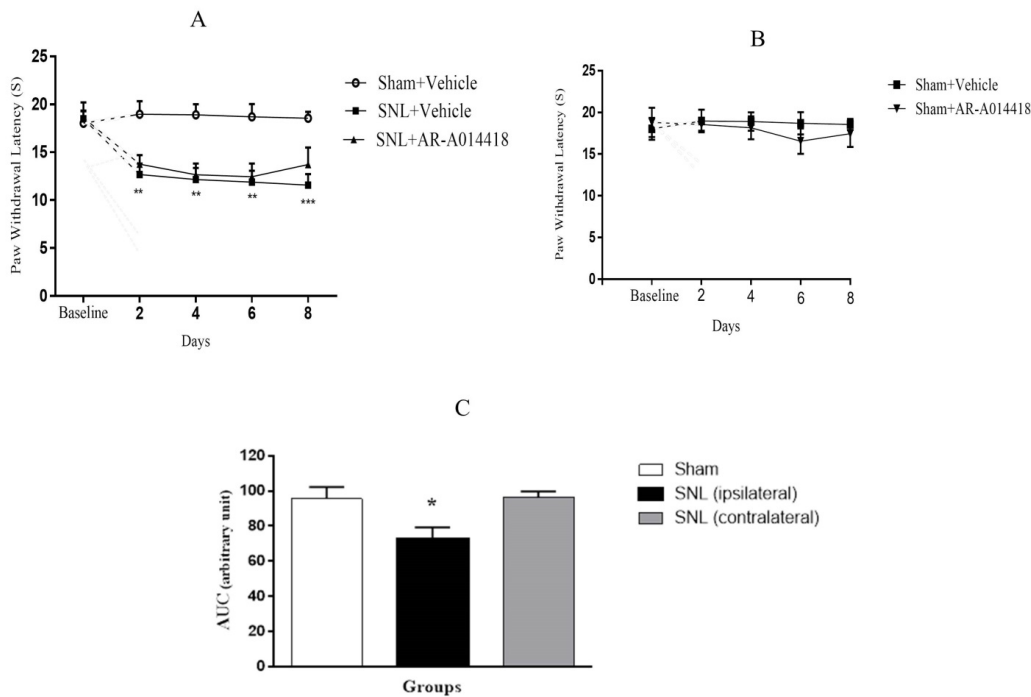 A
25
20
15
10
5
0
Paw Withdrawal Latency (S)
** ** ** ***
Baseline 2 4 6 8
Days
Sham+Vehicle
SNL+Vehicle
SNL+AR-A014418
B
25
20
15
10
5
0
Paw Withdrawal Latency (S)
Baseline 2 4 6 8
Days
Sham+Vehicle
Sham+AR-A014418
C
120
100
80
60
40
20
0
AUC (arbitrary unit)
*
Groups
Sham
SNL (ipsilateral)
SNL (contralateral)